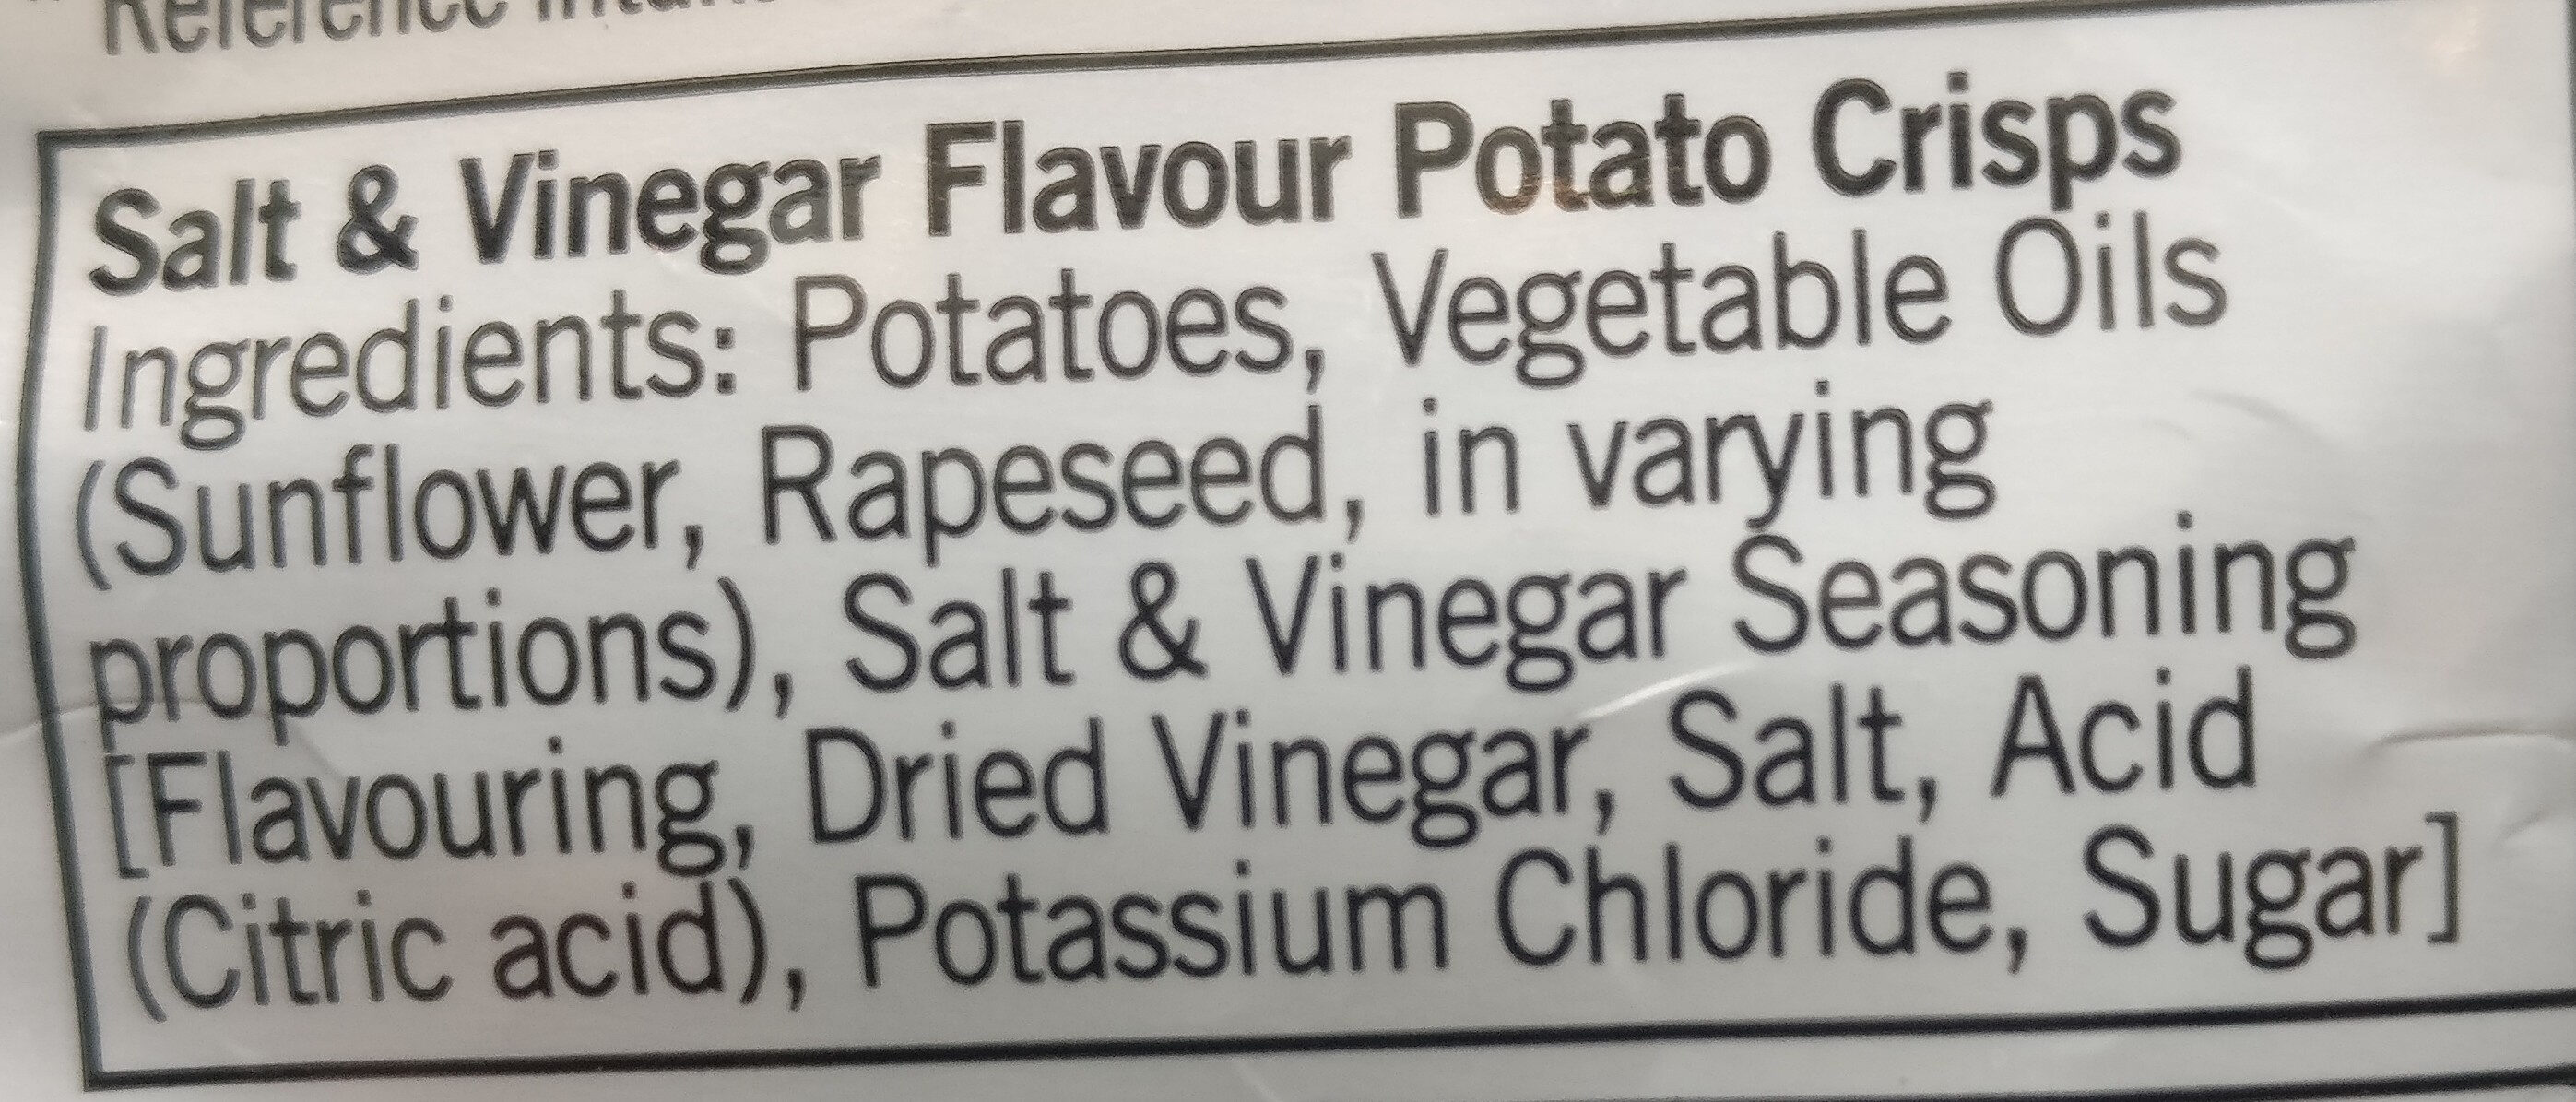 Reference
Salt & Vinegar Flavour Potato Crisps
Ingredients: Potatoes, Vegetable Oils
(Sunflower, Rapeseed, in varying
proportions), Salt & Vinegar Seasoning
[Flavouring, Dried Vinegar, Salt, Acid
(Citric acid), Potassium Chloride, Sugar]